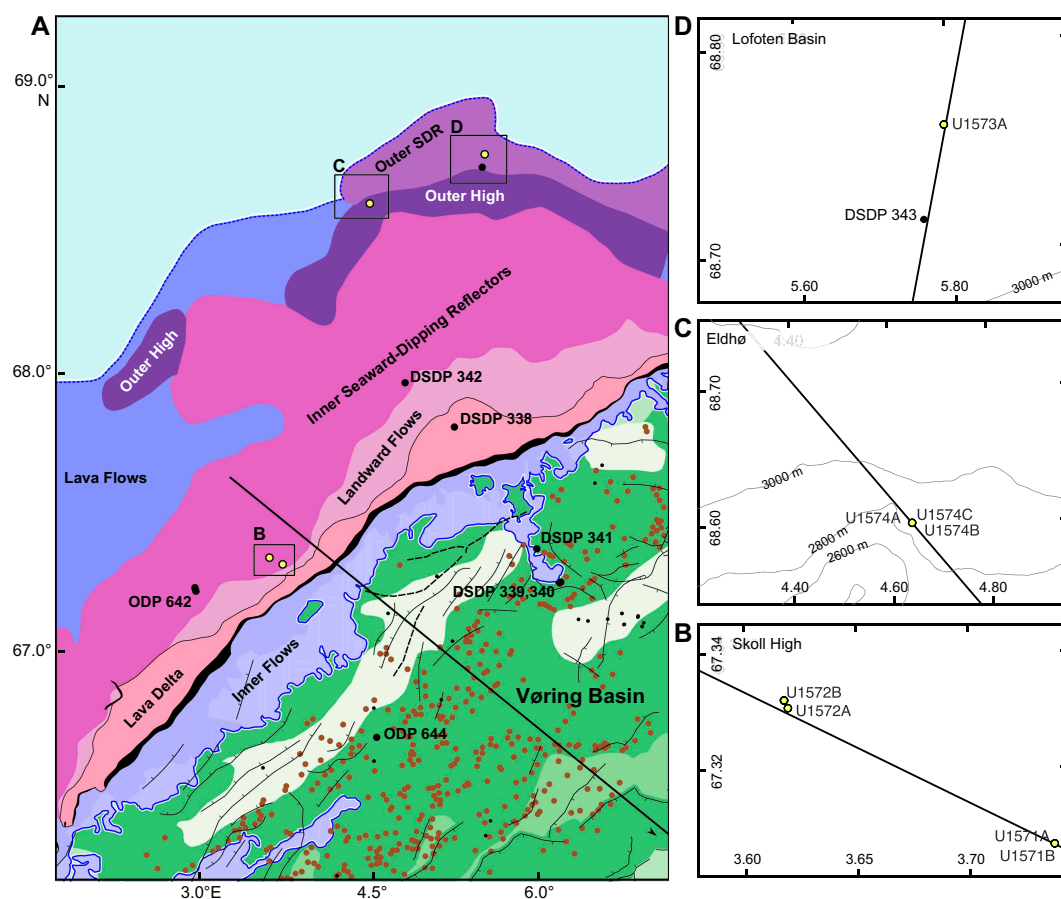 A
69.0°
N
68.0°
67.0°
3.0°E
4.5°
6.0°
C
D
Outer SDR
Outer High
Outer High
Inner Seaward-Dipping Reflectors
DSDP 342
DSDP 338
Landward Flows
Lava Flows
B
ODP 642
DSDP 341
DSDP 339,340
Inner Flows
Lava Delta
Vøring Basin
ODP 644
D
Lofoten Basin
68.80
U1573A
DSDP 343
68.70
5.60
5.80
3000 m
C
Eldhø
4.40
68.70
3000 m
U1574A
U1574C
U1574B
68.60
2800 m
2600 m
4.40
4.60
4.80
B
Skoll High
67.34
U1572B
U1572A
67.32
U1571A
U1571B
3.60
3.65
3.70